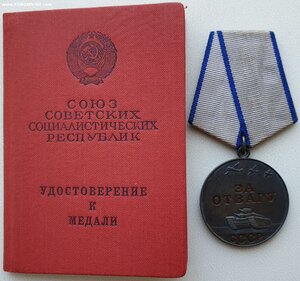 СОЮЗ
СОВЕТСКИХ
СОЦИАЛИСТИЧЕСКИХ
РЕСПУБЛИК
УДОСТОВЕРЕНИЕ
К
МЕДАЛИ
ЗА
ОТВАГУ
СССР